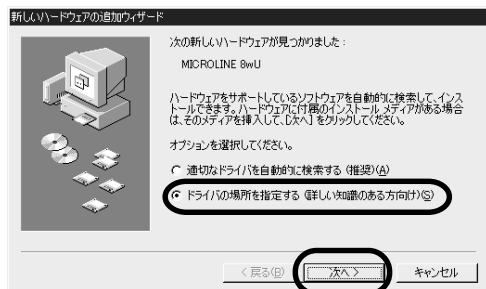 新しいハードウェアの追加ウィザード
次の新しいハードウェアが見つかりました：
MICROLINE 8wU
ハードウェアをサポートしているソフトウェアを自動的に検索して、インス
トールできます。ハードウェアに付属のインストール メディアがある場合
は、そのメディアを挿入して、［次へ］ をクリックしてください。
オプションを選択してください。
適切なドライバを自動的に検索する (推奨)(A)
ドライバの場所を指定する (詳しい知識のある方向け)(S)
< 戻る(B)
次へ >
キャンセル